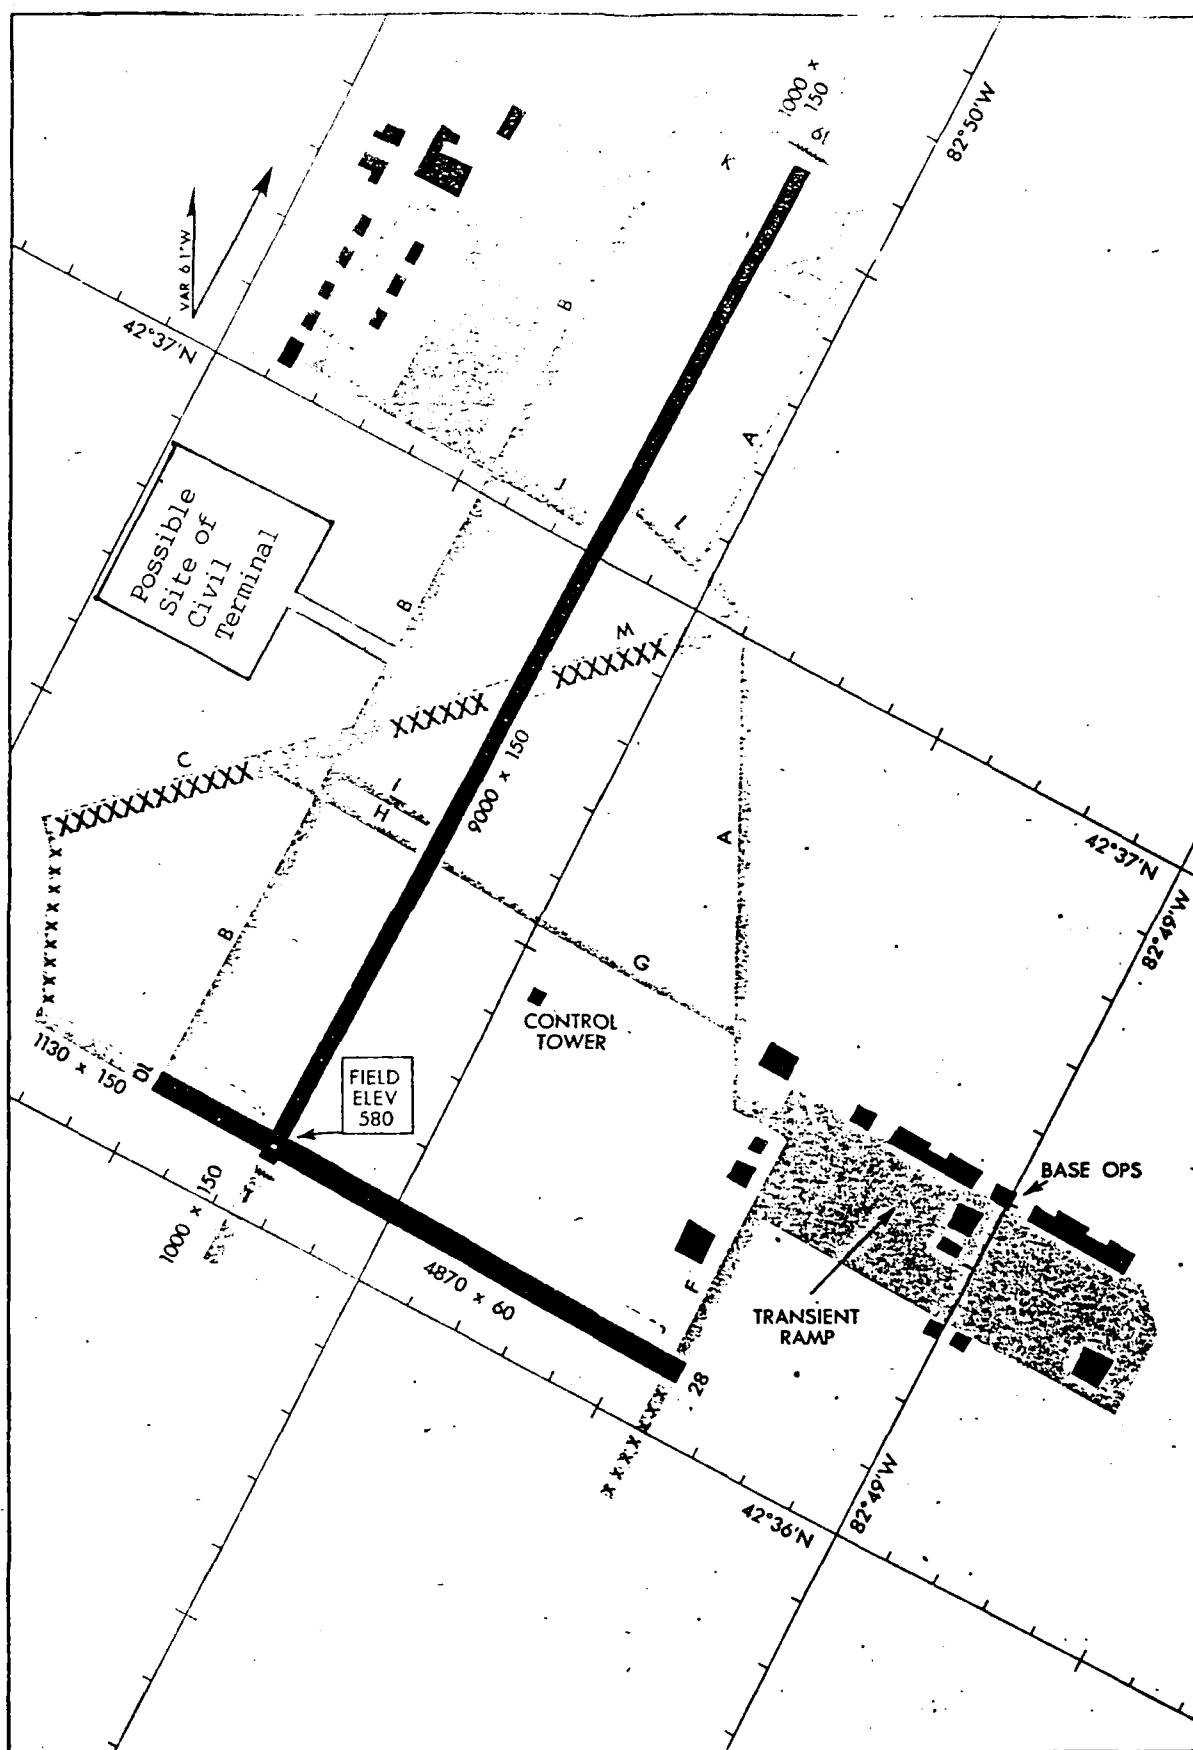 1000 x
150
19
K
82°50'W
VAR 6.1°W
42°37'N
B
J
A
L
Possible
Site of
Civil
Terminal
B
M
XXXXXXX
XXXXXX
C
XXXXXXXXXXXX
I
H
9000 x 150
A
42°37'N
82°49'W
B
G
CONTROL
TOWER
1130 x 150
10
FIELD
ELEV
580
BASE OPS
1000 x 150
4870 x 60
F
TRANSIENT
RAMP
28
42°36'N
82°49'W